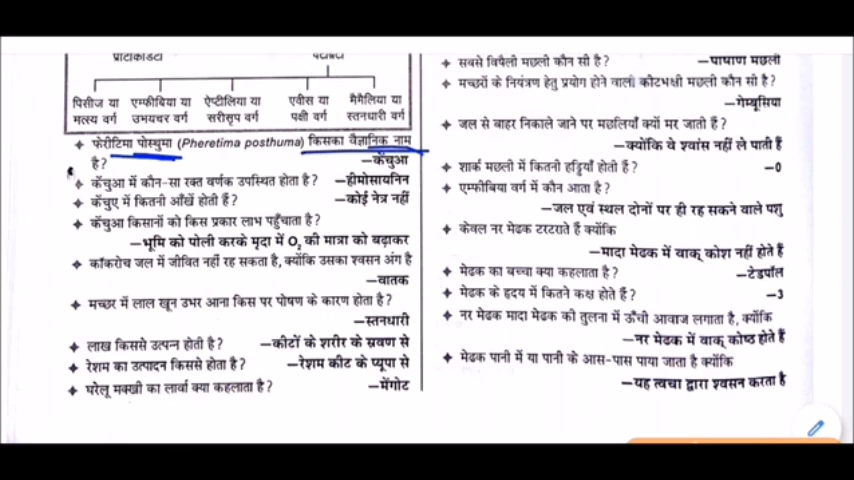 पिसीज या एम्फीबिया या ऐप्टीलिया या एवीस या मैमेलिया या
मत्स्य वर्ग उभयचर वर्ग सरीसृप वर्ग पक्षी वर्ग स्तनधारी वर्ग
✦ फेरीटिमा पोस्थुमा (Pheretima posthuma) किसका वैज्ञानिक नाम
है? –केंचुआ
✦ केंचुआ में कौन-सा रक्त वर्णक उपस्थित होता है? –हीमोसायनिन
✦ केंचुए में कितनी आँखें होती हैं? –कोई नेत्र नहीं
✦ केंचुआ किसानों को किस प्रकार लाभ पहुँचाता है?
–भूमि को पोली करके मृदा में O₂ की मात्रा को बढ़ाकर
✦ कॉकरोच जल में जीवित नहीं रह सकता है, क्योंकि उसका श्वसन अंग है
–वातक
✦ मच्छर में लाल खून उभर आना किस पर पोषण के कारण होता है?
–स्तनधारी
✦ लाख किससे उत्पन्न होती है? –कीटों के शरीर के स्रवण से
✦ रेशम का उत्पादन किससे होता है? –रेशम कीट के प्यूपा से
✦ घरेलू मक्खी का लार्वा क्या कहलाता है? –मेंगोट
✦ सबसे विषैली मछली कौन सी है? –पाषाण मछली
✦ मच्छरों के नियंत्रण हेतु प्रयोग होने वाली कीटभक्षी मछली कौन सी है?
–गेम्बूसिया
✦ जल से बाहर निकाले जाने पर मछलियाँ क्यों मर जाती हैं?
–क्योंकि वे श्वांस नहीं ले पाती हैं
✦ शार्क मछली में कितनी हड्डियाँ होती हैं? –0
✦ एम्फीबिया वर्ग में कौन आता है?
–जल एवं स्थल दोनों पर ही रह सकने वाले पशु
✦ केवल नर मेढक टरटराते हैं क्योंकि
–मादा मेढक में वाक् कोश नहीं होते हैं
✦ मेढक का बच्चा क्या कहलाता है? –टेडपॉल
✦ मेढक के हृदय में कितने कक्ष होते हैं? –3
✦ नर मेढक मादा मेढक की तुलना में ऊँची आवाज लगाता है, क्योंकि
–नर मेढक में वाक् कोष्ठ होते हैं
✦ मेढक पानी में या पानी के आस-पास पाया जाता है क्योंकि
–यह त्वचा द्वारा श्वसन करता है